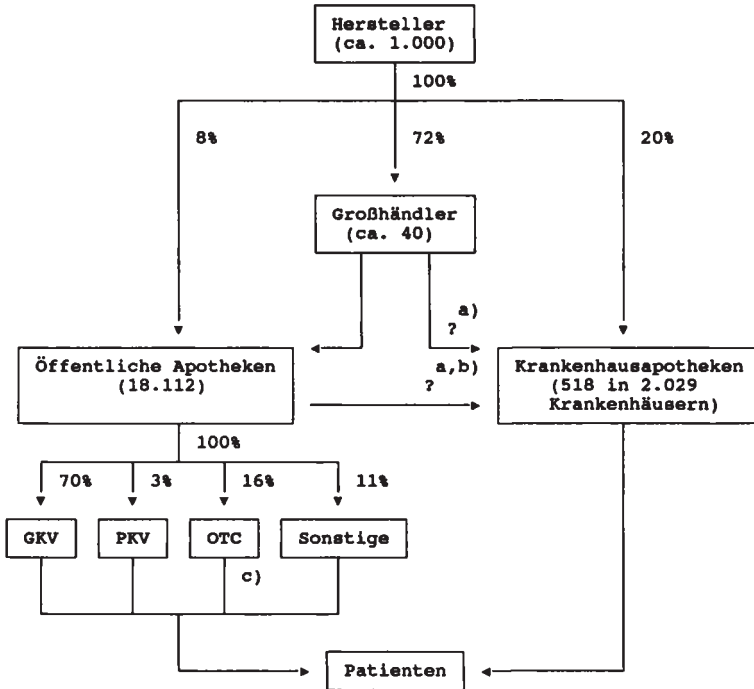 Hersteller
(ca. 1.000)
100%
8%
72%
20%
Großhändler
(ca. 40)
a)
?
Öffentliche Apotheken
(18.112)
a,b)
?
Krankenhausapotheken
(518 in 2.029
Krankenhäusern)
100%
70%
3%
16%
11%
GKV
PKV
OTC
Sonstige
c)
Patienten